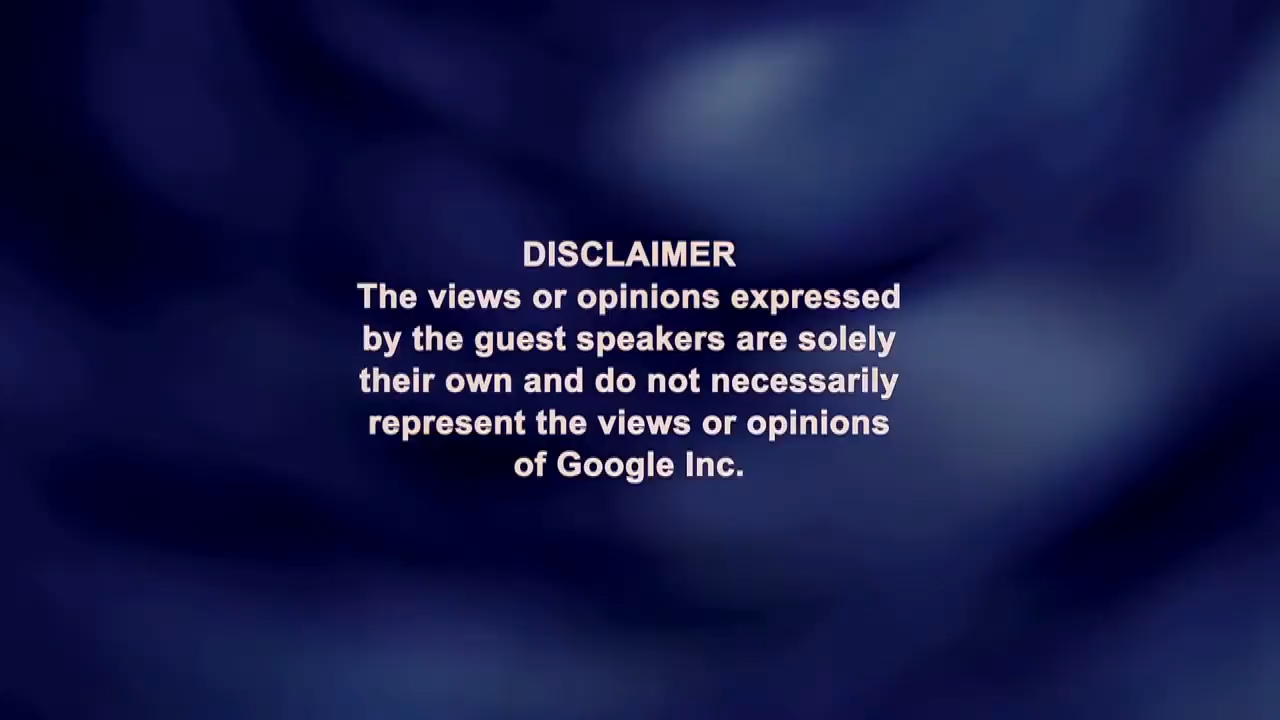 DISCLAIMER
The views or opinions expressed
by the guest speakers are solely
their own and do not necessarily
represent the views or opinions
of Google Inc.